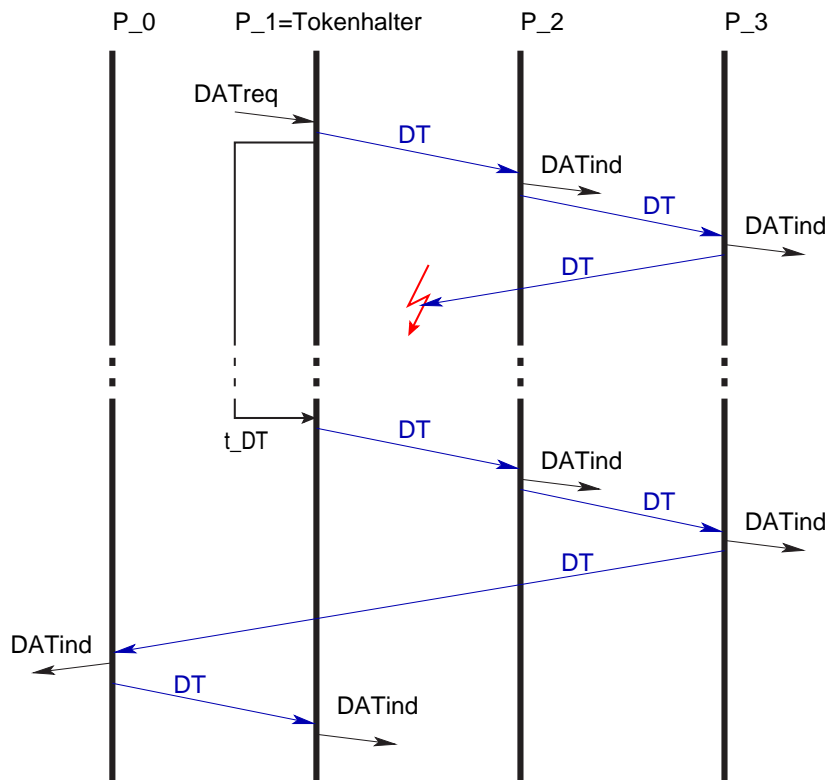 P_0
P_1=Tokenhalter
P_2
P_3
DATreq
DT
DATind
DT
DATind
DT
t_DT
DT
DATind
DT
DATind
DT
DATind
DT
DATind